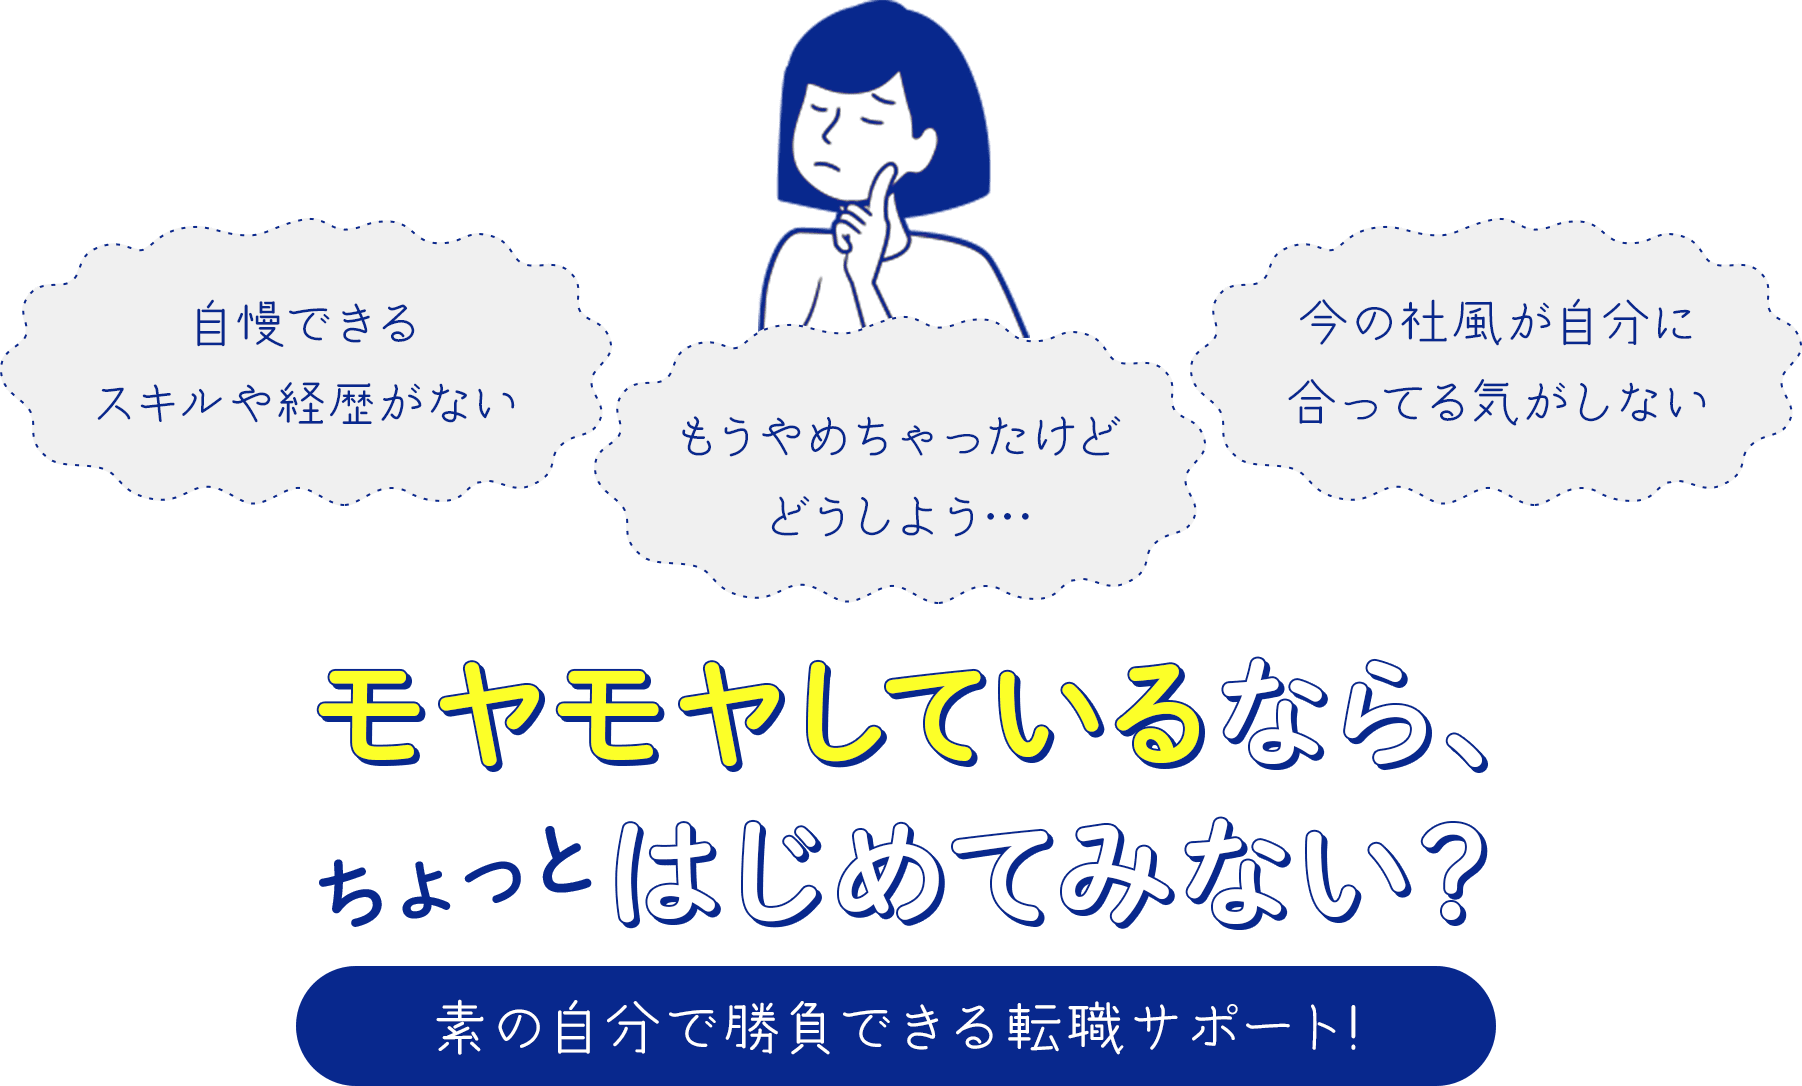 自慢できる
スキルや経歴がない
もうやめちゃったけど
どうしよう…
今の社風が自分に
合ってる気がしない
モヤモヤしているなら、
ちょっとはじめてみない？
素の自分で勝負できる転職サポート！